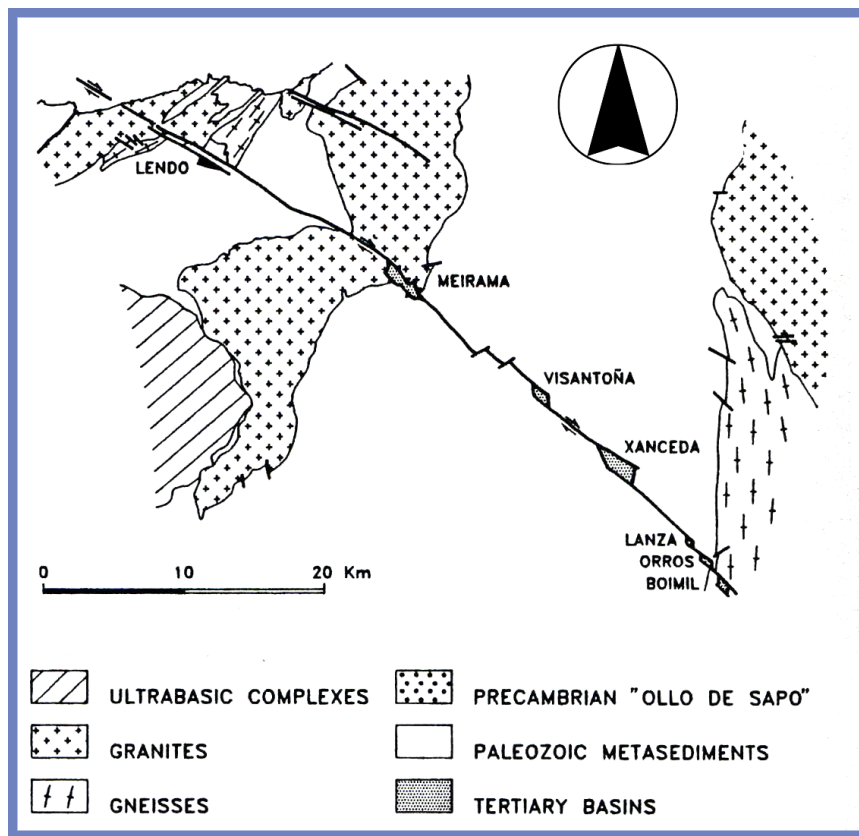 LENDO
MEIRAMA
VISANTOÑA
XANCEDA
LANZA
ORROS
BOIMIL
0 10 20 Km
ULTRABASIC COMPLEXES
PRECAMBRIAN "OLLO DE SAPO"
GRANITES
PALEOZOIC METASEDIMENTS
GNEISSES
TERTIARY BASINS